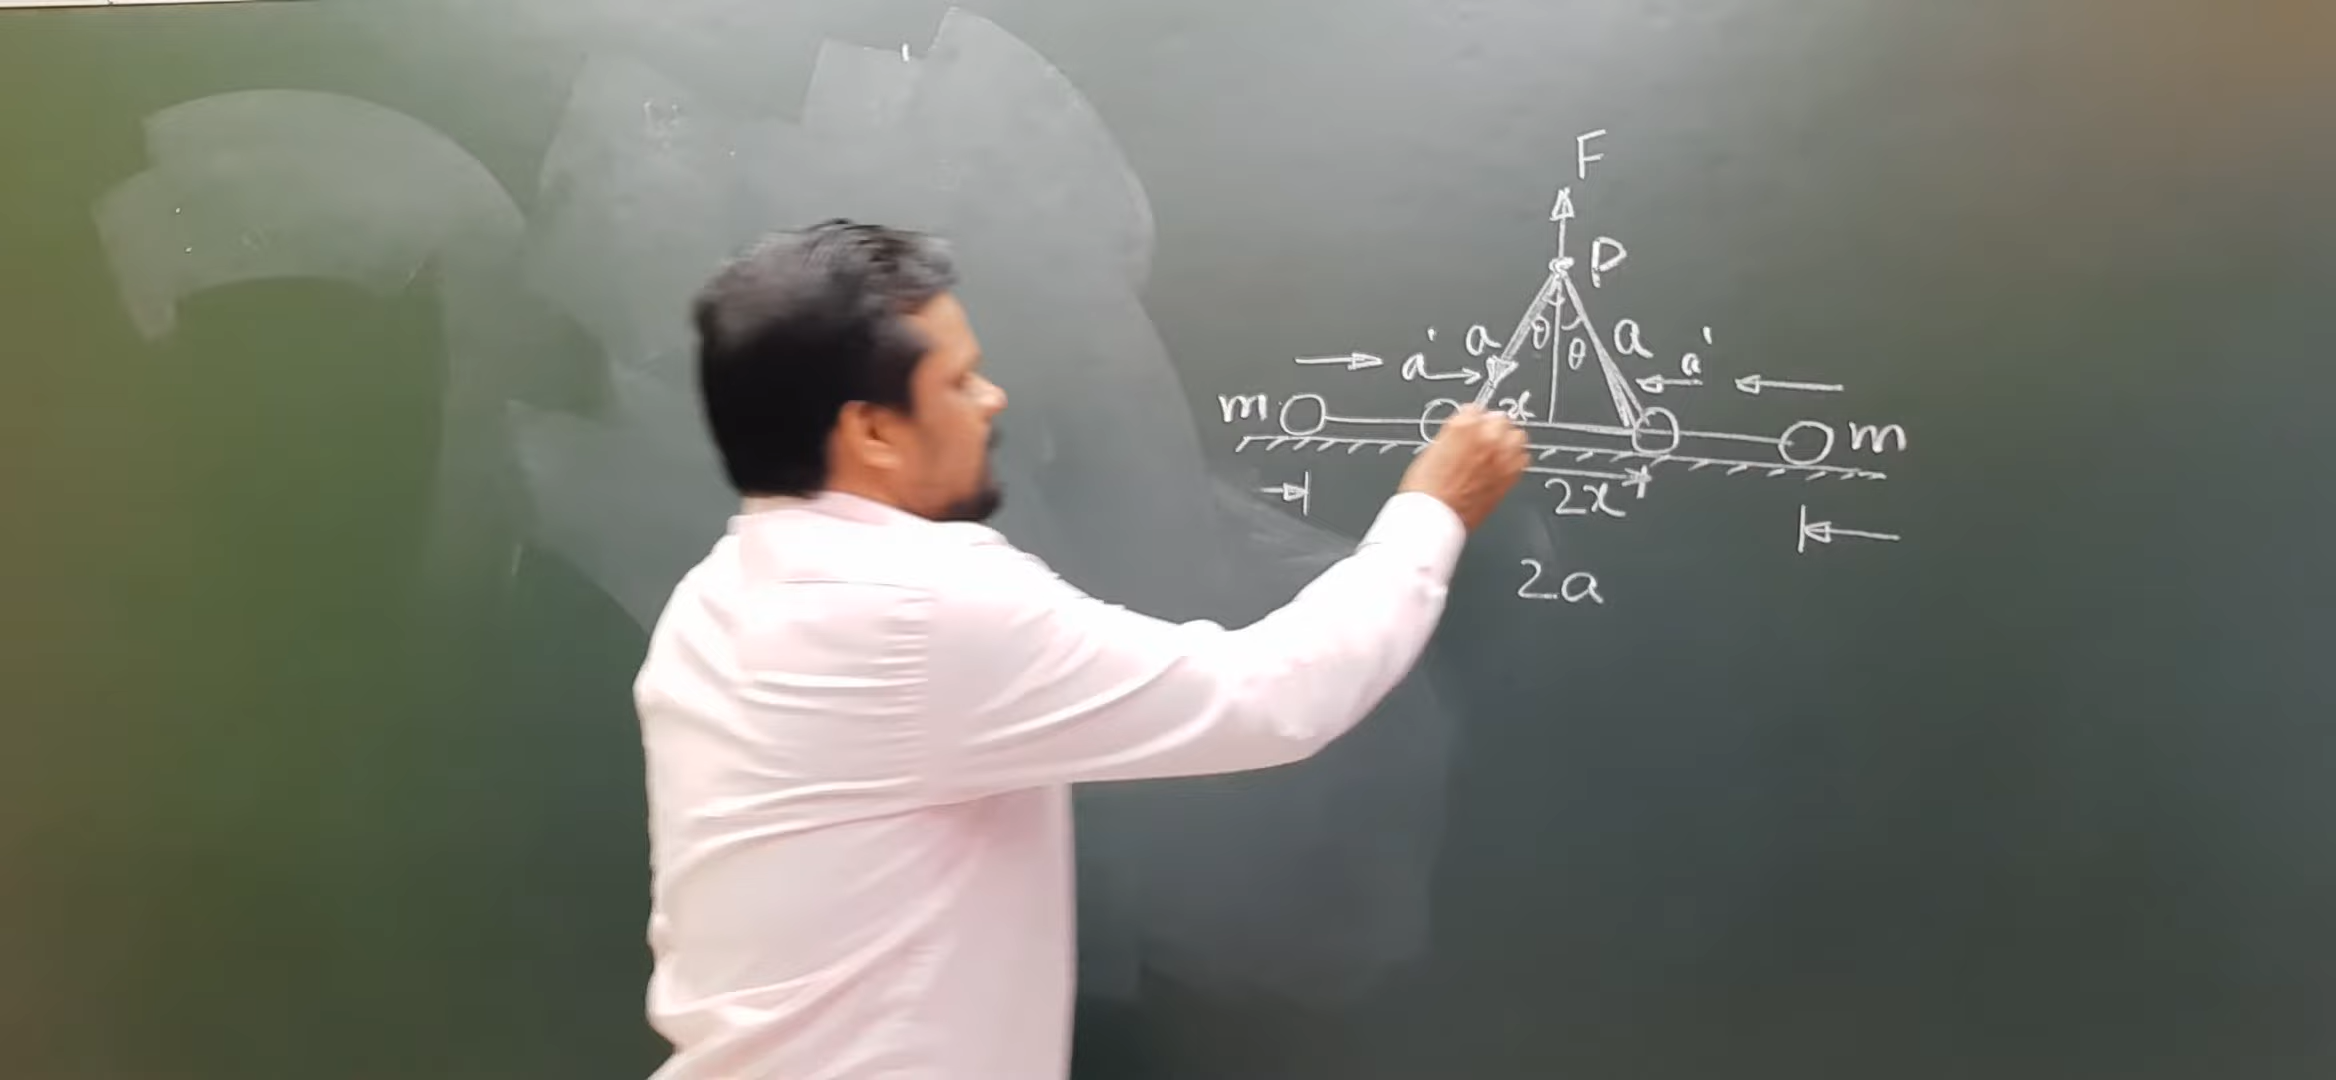 F
P
a' a θ θ a a'
m x m
2x
2a